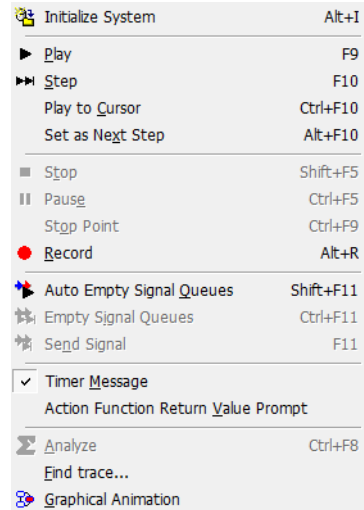 Initialize System Alt+I
Play F9
Step F10
Play to Cursor Ctrl+F10
Set as Next Step Alt+F10
Stop Shift+F5
Pause Ctrl+F5
Stop Point Ctrl+F9
Record Alt+R
Auto Empty Signal Queues Shift+F11
Empty Signal Queues Ctrl+F11
Send Signal F11
Timer Message
Action Function Return Value Prompt
Analyze Ctrl+F8
Find trace...
Graphical Animation